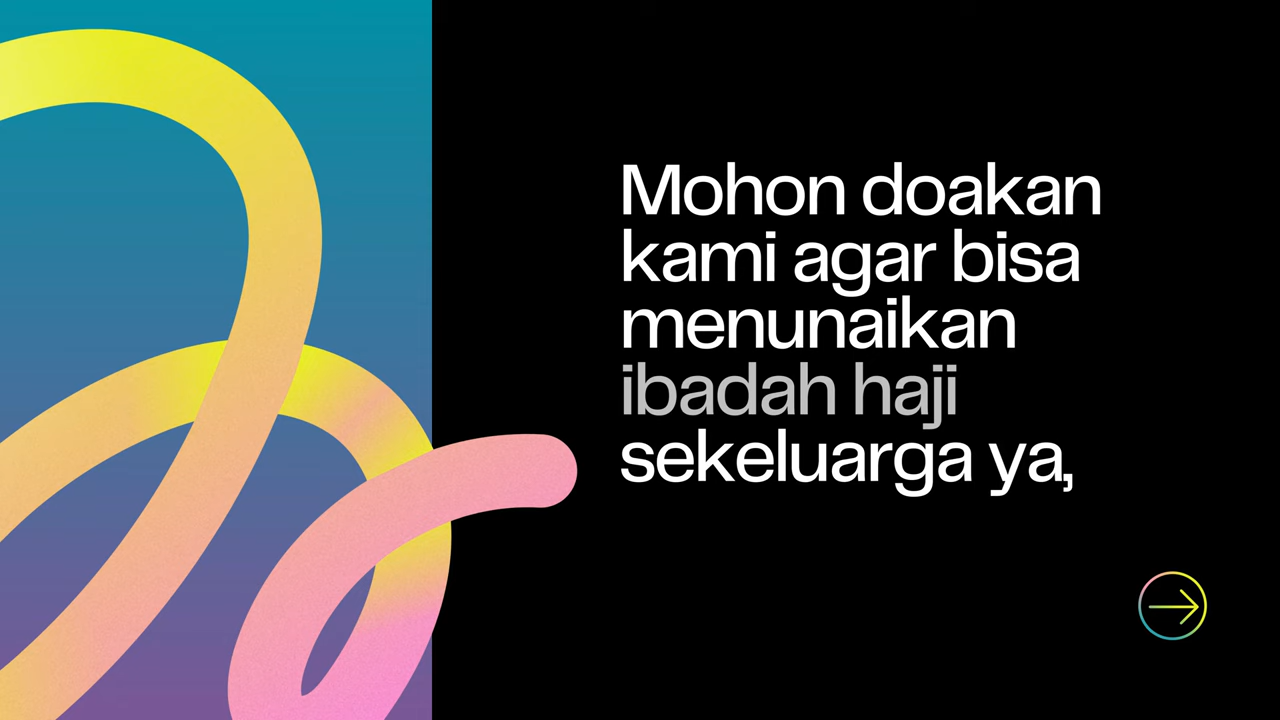 Mohon doakan
kami agar bisa
menunaikan
ibadah haji
sekeluarga ya,